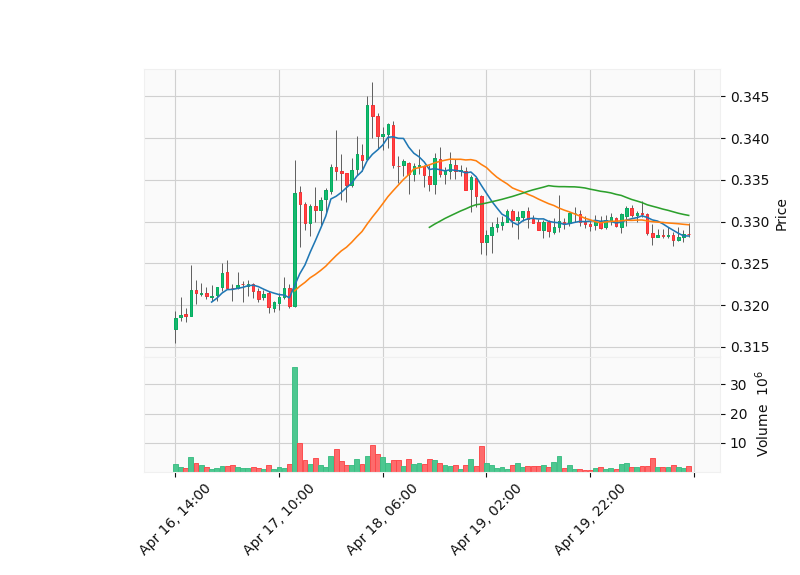 0.345
0.340
0.335
0.330
0.325
0.320
0.315
Price
30
20
10
Volume 10⁶
Apr 16, 14:00
Apr 17, 10:00
Apr 18, 06:00
Apr 19, 02:00
Apr 19, 22:00